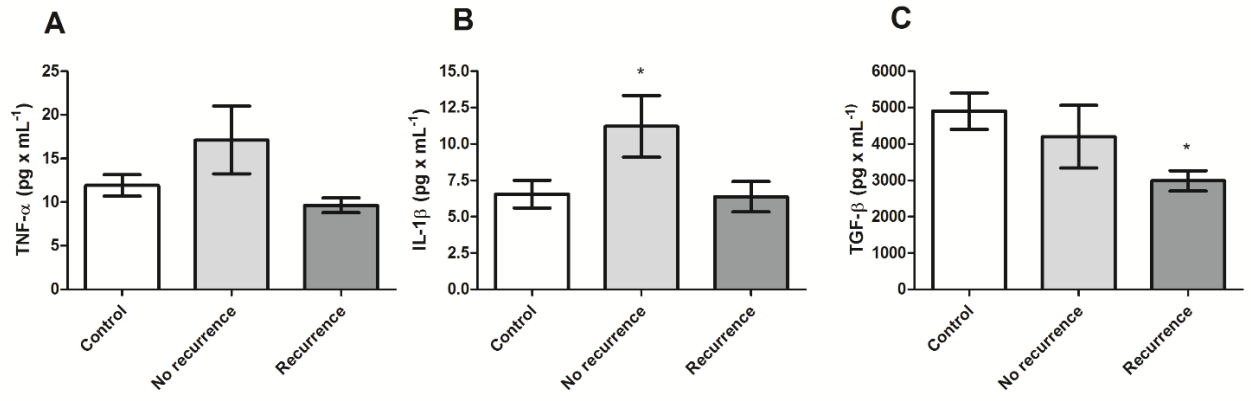 A
TNF-α (pg x mL-1)
25
20
15
10
5
0
Control
No recurrence
Recurrence
B
IL-1β (pg x mL-1)
15.0
12.5
10.0
7.5
5.0
2.5
0.0
*
Control
No recurrence
Recurrence
C
TGF-β (pg x mL-1)
6000
5000
4000
3000
2000
1000
0
*
Control
No recurrence
Recurrence